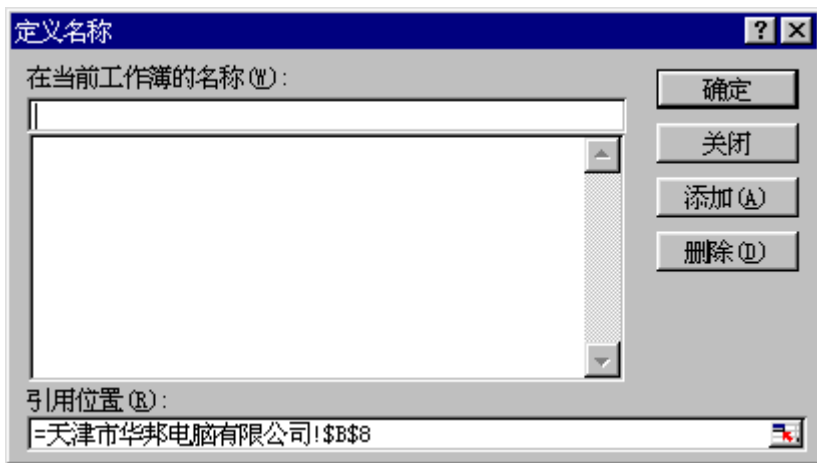 定义名称
在当前工作簿的名称(W):
确定
关闭
添加(A)
删除(D)
引用位置(R):
=天津市华邦电脑有限公司!$B$8